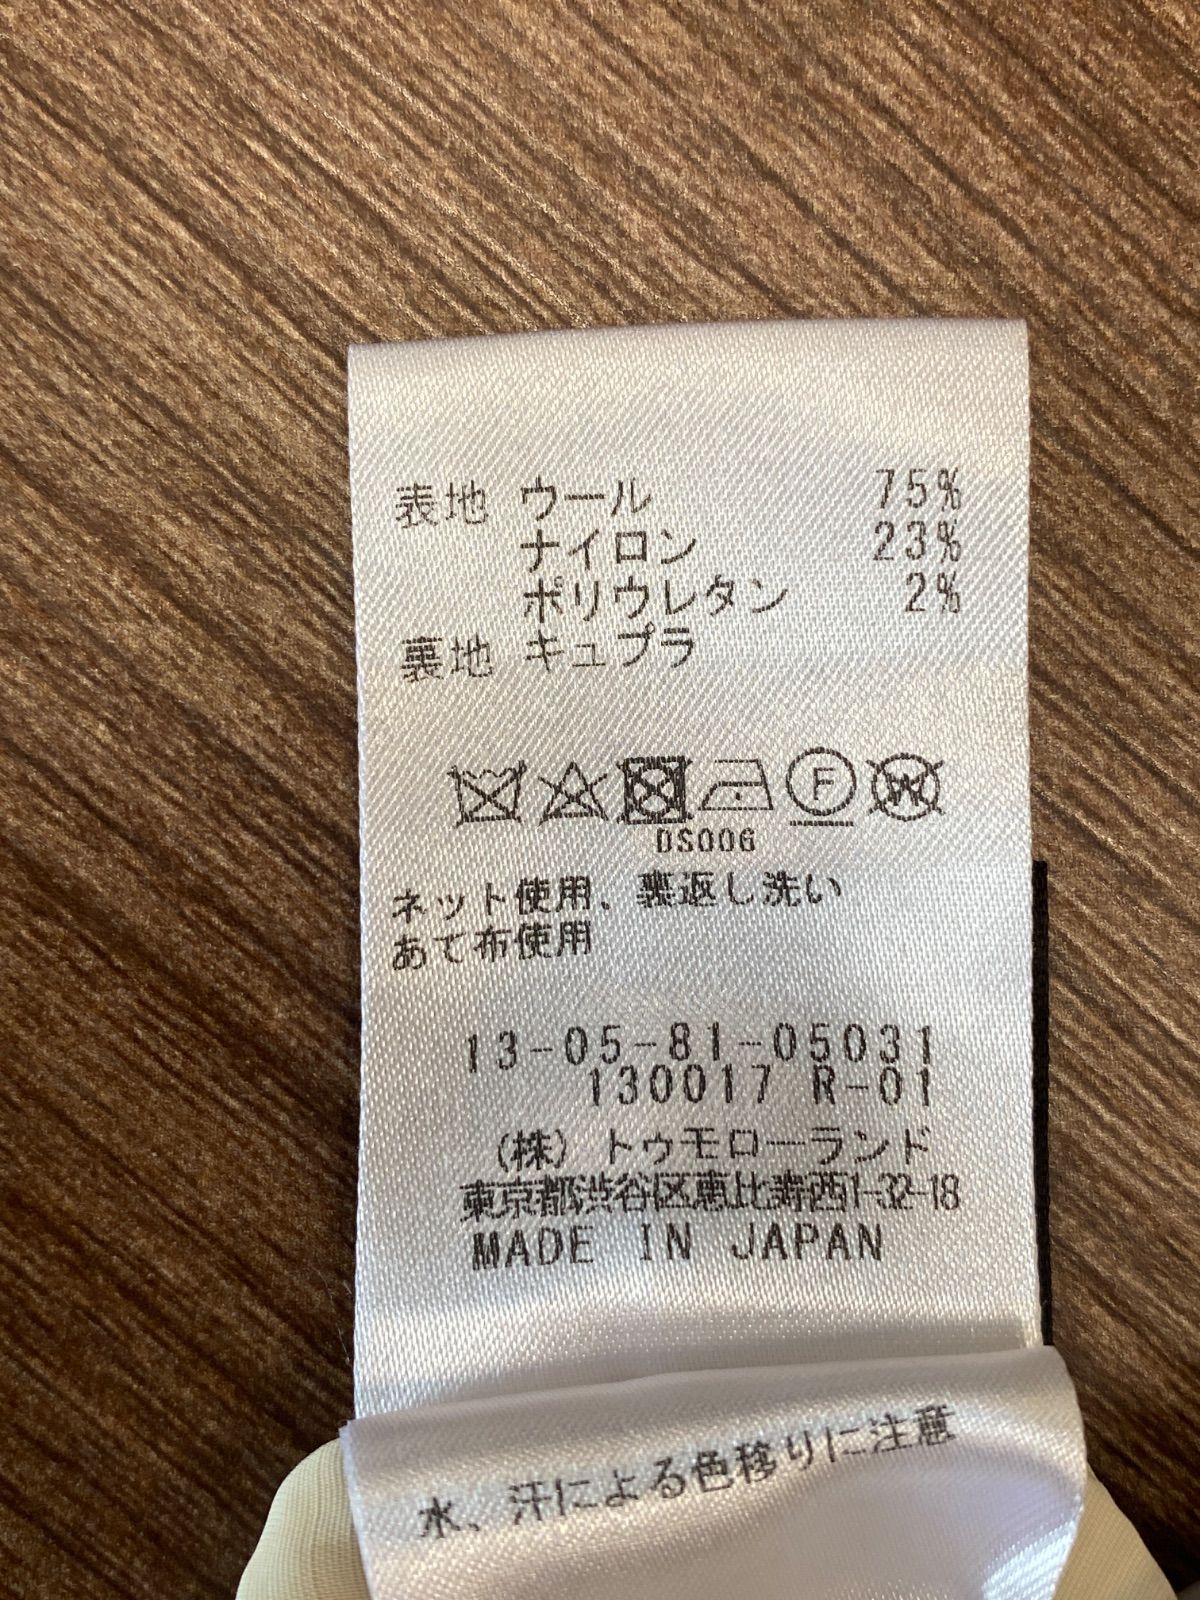 表地 ウール 75%
ナイロン 23%
ポリウレタン 2%
裏地 キュプラ
F W
DS006
ネット使用、裏返し洗い
あて布使用
13-05-81-05031
130017 R-01
(株)トゥモローランド
東京都渋谷区恵比寿西1-32-18
MADE IN JAPAN
水、汗による色移りに注意